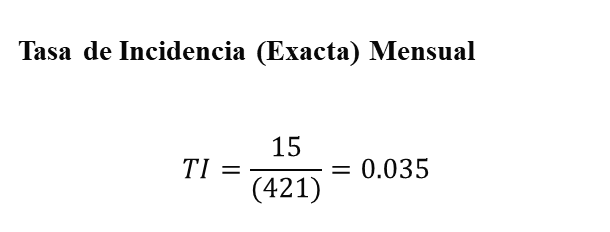 Tasa de Incidencia (Exacta) Mensual
TI = 15 / (421) = 0.035